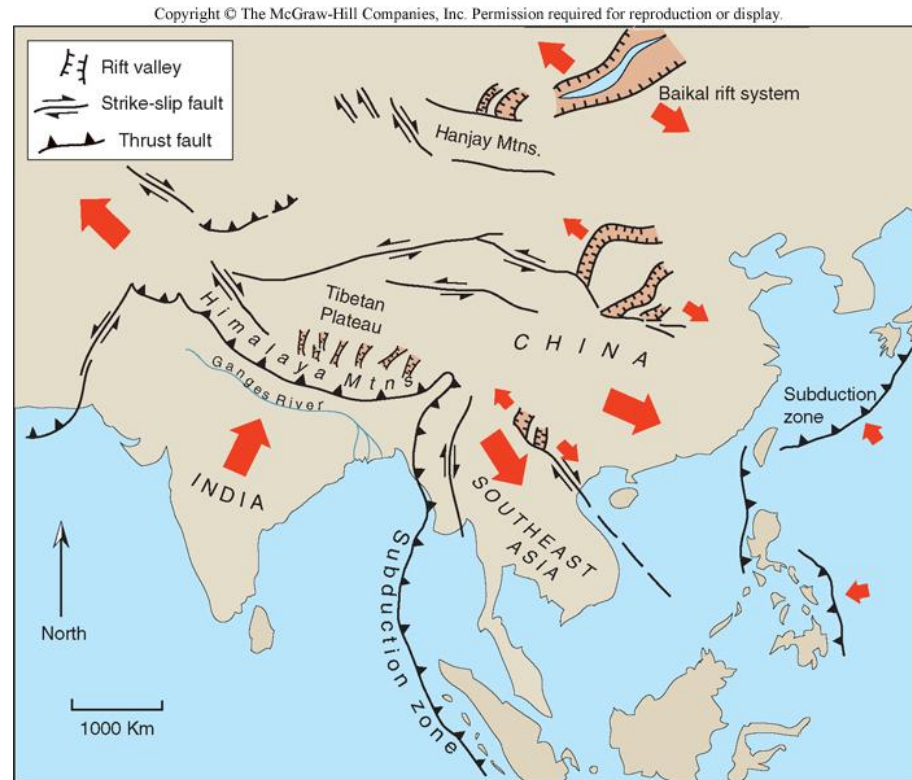 Copyright © The McGraw-Hill Companies, Inc. Permission required for reproduction or display.
Rift valley
Strike-slip fault
Thrust fault
Baikal rift system
Hanjay Mtns.
Tibetan
Plateau
Himalaya Mtns
Ganges River
CHINA
Subduction
zone
INDIA
SOUTHEAST
ASIA
Subduction zone
North
1000 Km